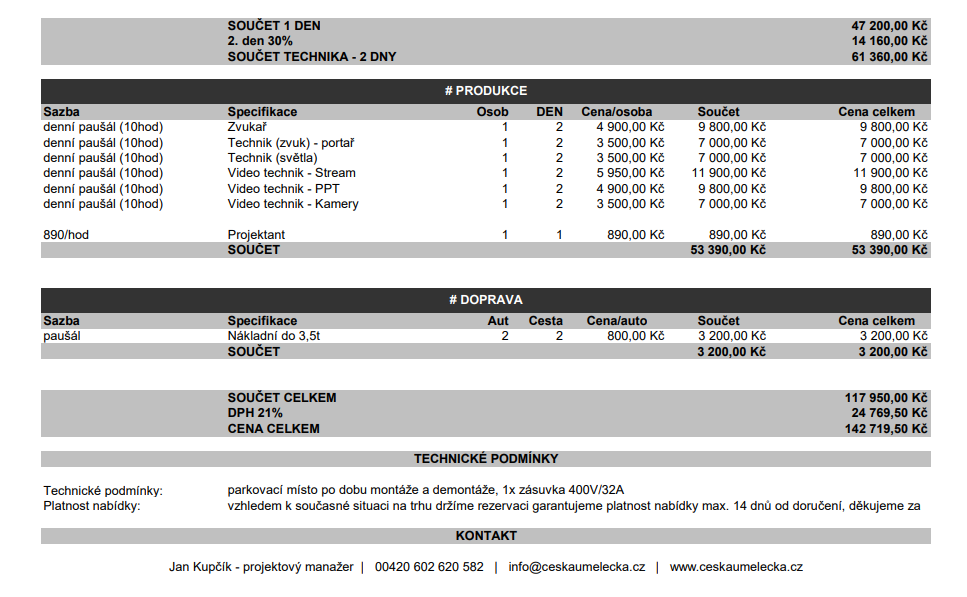 SOUČET 1 DEN 47 200,00 Kč
2. den 30% 14 160,00 Kč
SOUČET TECHNIKA - 2 DNY 61 360,00 Kč
# PRODUKCE
Sazba Specifikace Osob DEN Cena/osoba Součet Cena celkem
denní paušál (10hod) Zvukař 1 2 4 900,00 Kč 9 800,00 Kč 9 800,00 Kč
denní paušál (10hod) Technik (zvuk) - portař 1 2 3 500,00 Kč 7 000,00 Kč 7 000,00 Kč
denní paušál (10hod) Technik (světla) 1 2 3 500,00 Kč 7 000,00 Kč 7 000,00 Kč
denní paušál (10hod) Video technik - Stream 1 2 5 950,00 Kč 11 900,00 Kč 11 900,00 Kč
denní paušál (10hod) Video technik - PPT 1 2 4 900,00 Kč 9 800,00 Kč 9 800,00 Kč
denní paušál (10hod) Video technik - Kamery 1 2 3 500,00 Kč 7 000,00 Kč 7 000,00 Kč
890/hod Projektant 1 1 890,00 Kč 890,00 Kč 890,00 Kč
SOUČET 53 390,00 Kč 53 390,00 Kč
# DOPRAVA
Sazba Specifikace Aut Cesta Cena/auto Součet Cena celkem
paušál Nákladní do 3,5t 2 2 800,00 Kč 3 200,00 Kč 3 200,00 Kč
SOUČET 3 200,00 Kč 3 200,00 Kč
SOUČET CELKEM 117 950,00 Kč
DPH 21% 24 769,50 Kč
CENA CELKEM 142 719,50 Kč
TECHNICKÉ PODMÍNKY
Technické podmínky: parkovací místo po dobu montáže a demontáže, 1x zásuvka 400V/32A
Platnost nabídky: vzhledem k současné situaci na trhu držíme rezervaci garantujeme platnost nabídky max. 14 dnů od doručení, děkujeme za
KONTAKT
Jan Kupčík - projektový manažer | 00420 602 620 582 | info@ceskaumelecka.cz | www.ceskaumelecka.cz